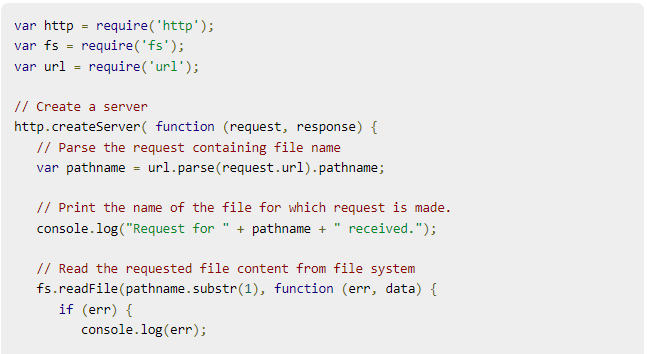 var http = require('http');
var fs = require('fs');
var url = require('url');

// Create a server
http.createServer( function (request, response) {
   // Parse the request containing file name
   var pathname = url.parse(request.url).pathname;

   // Print the name of the file for which request is made.
   console.log("Request for " + pathname + " received.");

   // Read the requested file content from file system
   fs.readFile(pathname.substr(1), function (err, data) {
      if (err) {
         console.log(err);